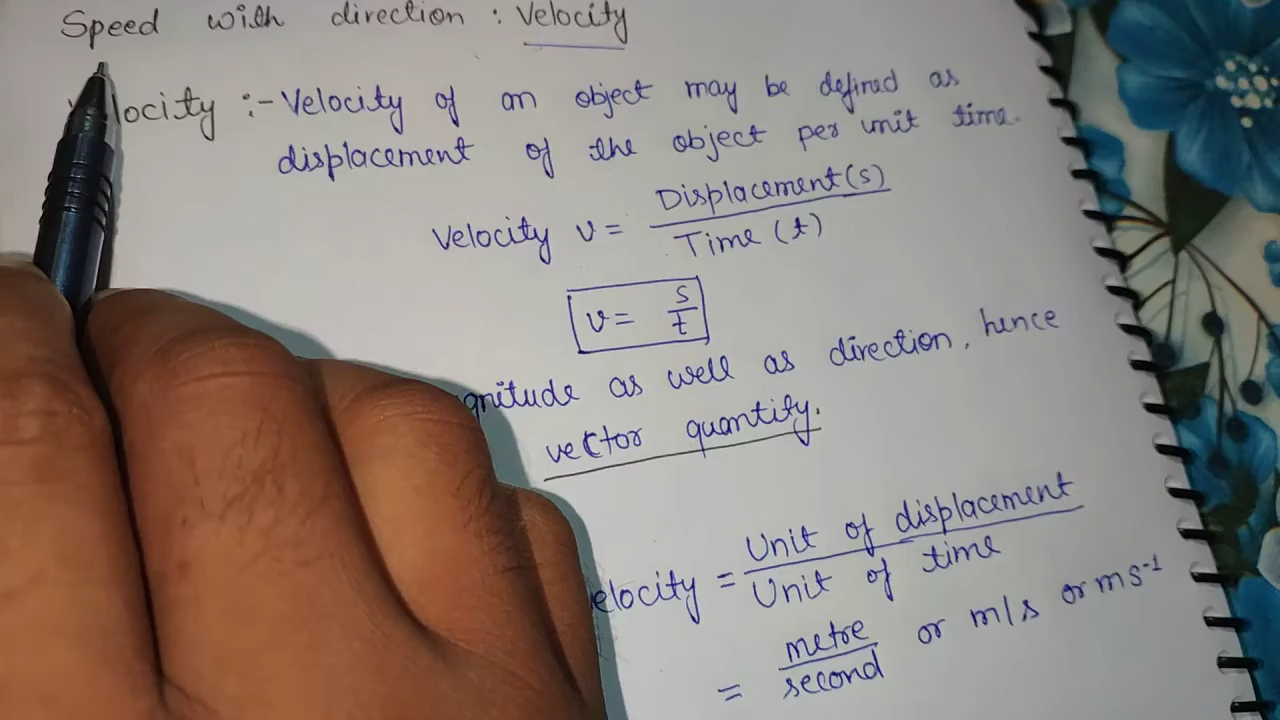 Speed with direction : Velocity
locity :- Velocity of an object may be defined as
displacement of the object per unit time.
Velocity v = Displacement (s)
Time (t)
v = s
t
gnitude as well as direction, hence
vector quantity.
elocity = Unit of displacement
Unit of time
= metre or m/s or ms⁻¹
second